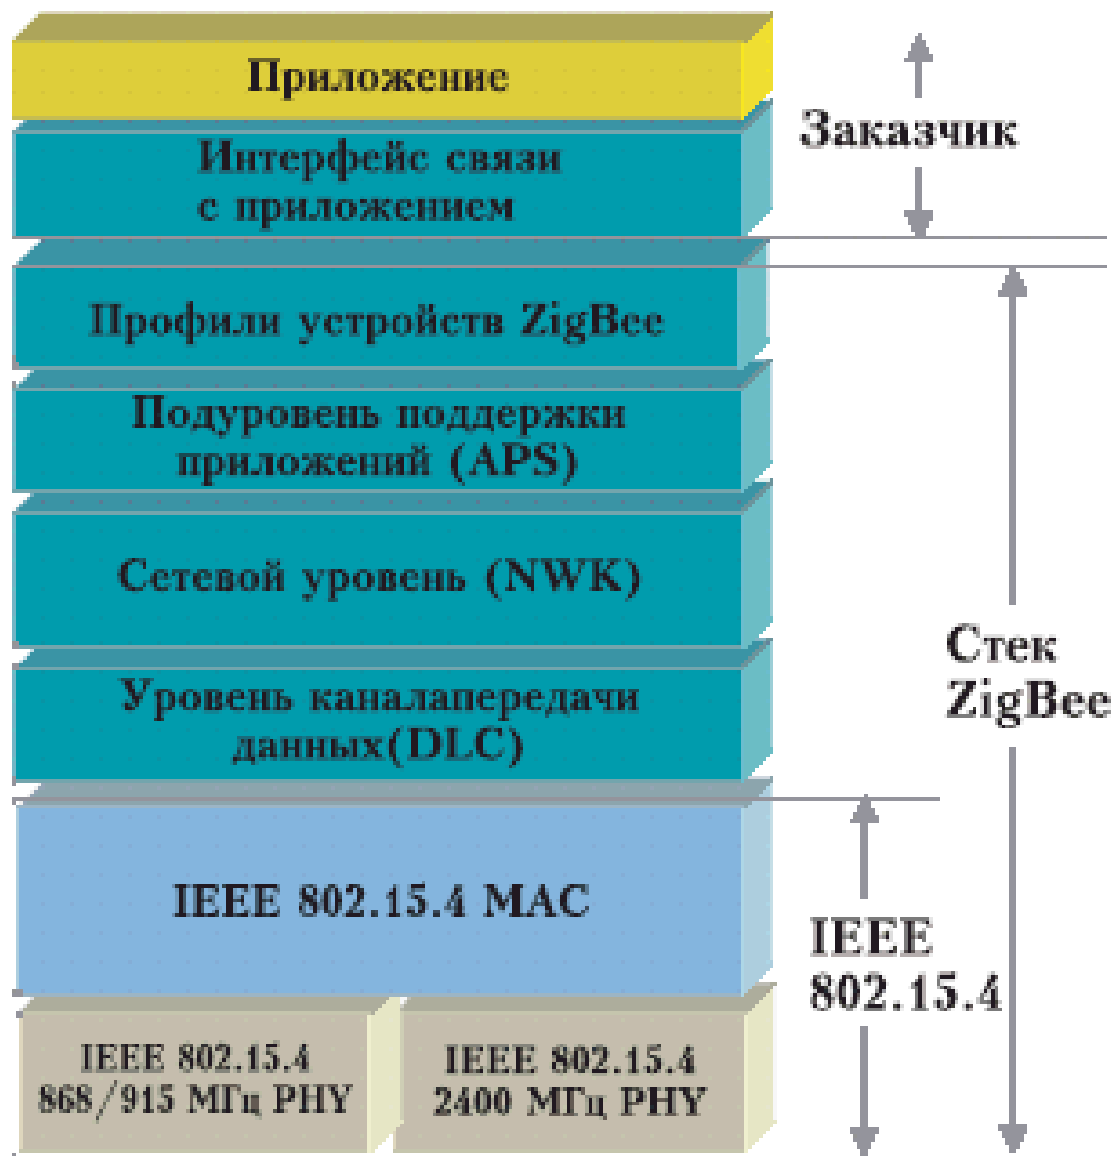 Приложение
Заказчик
Интерфейс связи
с приложением
Профили устройств ZigBee
Подуровень поддержки
приложений (APS)
Сетевой уровень (NWK)
Стек
ZigBee
Уровень каналапередачи
данных(DLC)
IEEE 802.15.4 MAC
IEEE
802.15.4
IEEE 802.15.4
868/915 МГц PHY
IEEE 802.15.4
2400 МГц PHY